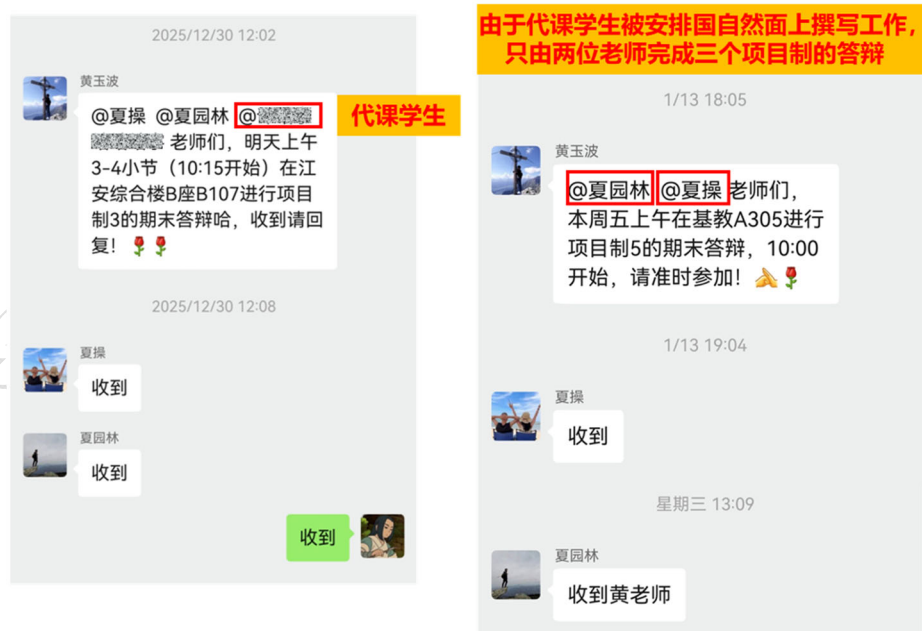 2025/12/30 12:02
黄玉波
@夏操 @夏园林 @
代课学生
老师们，明天上午
3-4小节（10:15开始）在江
安综合楼B座B107进行项目
制3的期末答辩哈，收到请回
复！🌹🌹
2025/12/30 12:08
夏操
收到
夏园林
收到
收到
由于代课学生被安排国自然面上撰写工作，
只由两位老师完成三个项目制的答辩
1/13 18:05
黄玉波
@夏园林 @夏操 老师们，
本周五上午在基教A305进行
项目制5的期末答辩，10:00
开始，请准时参加！🫰🌹
1/13 19:04
夏操
收到
星期三 13:09
夏园林
收到黄老师